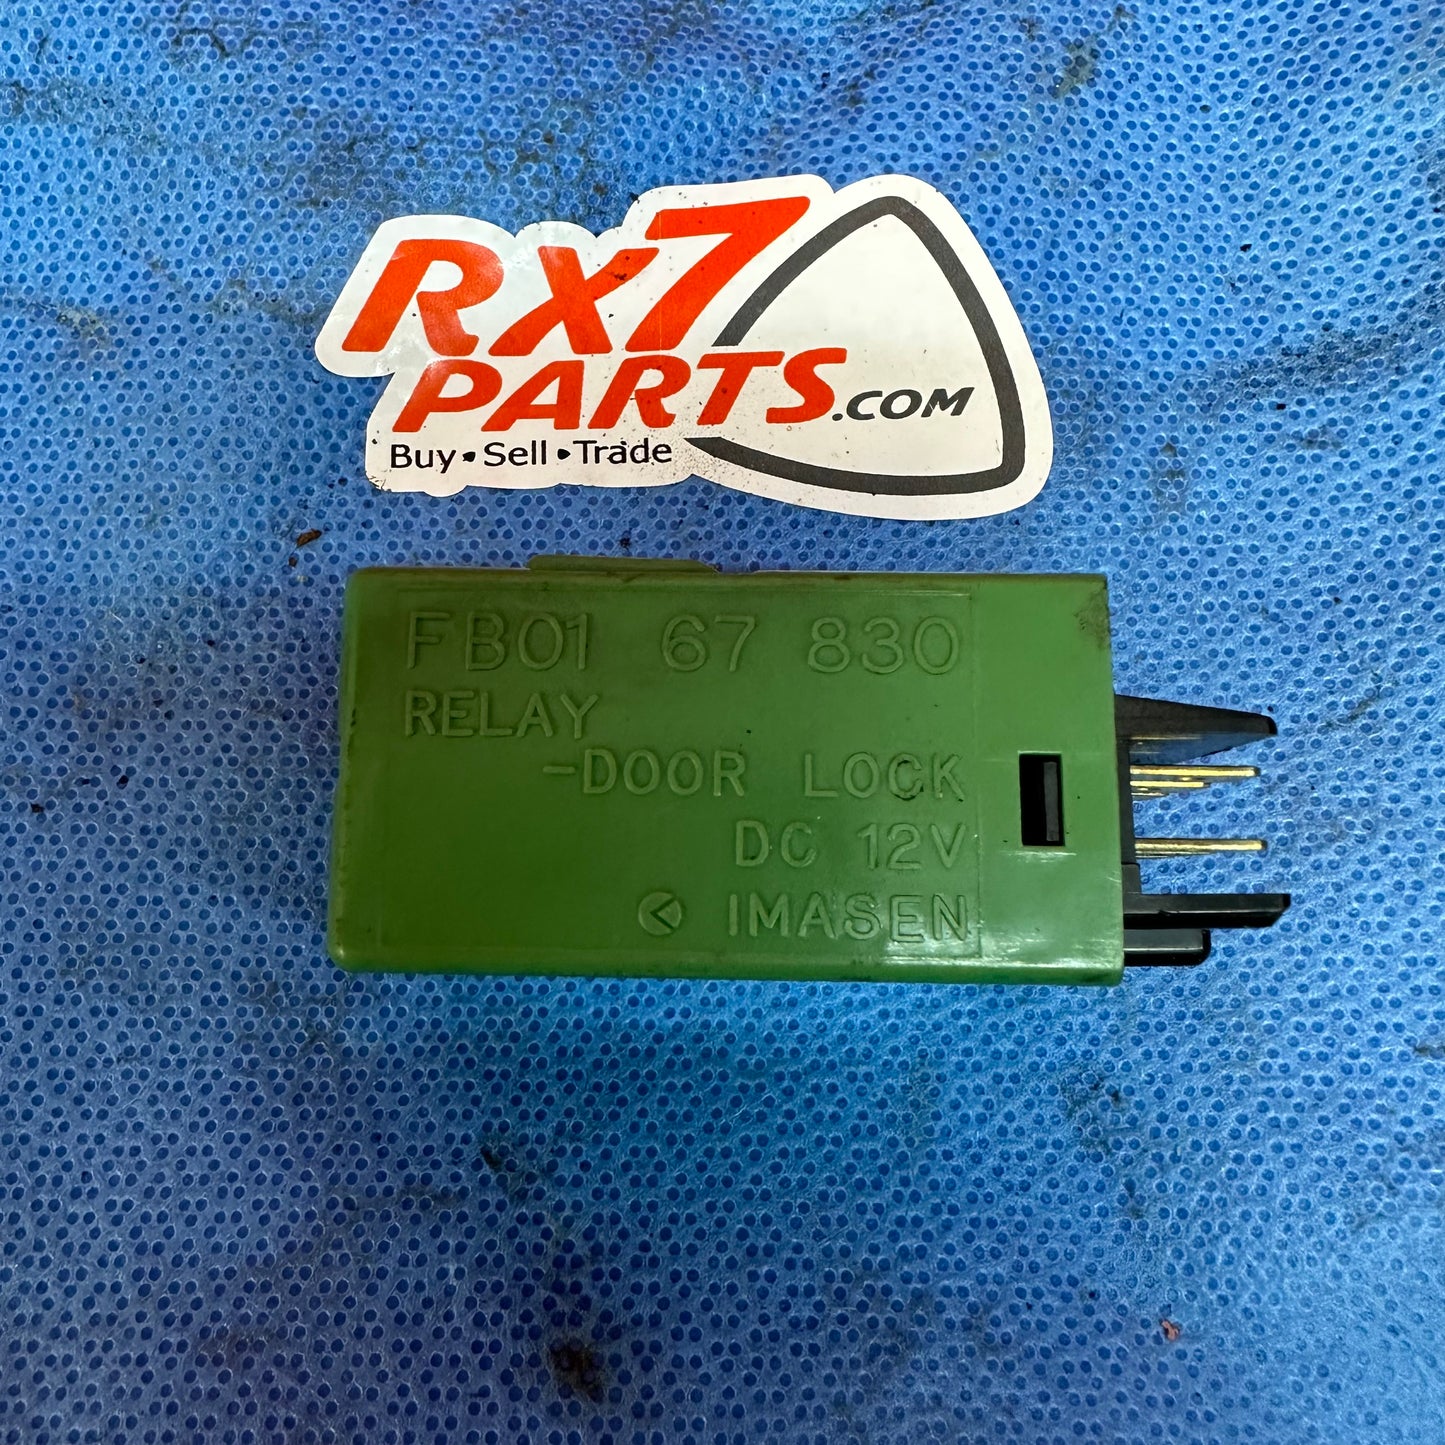 RX7
PARTS.COM
Buy • Sell • Trade
FB01 67 830
RELAY
-DOOR LOCK
DC 12V
IMASEN